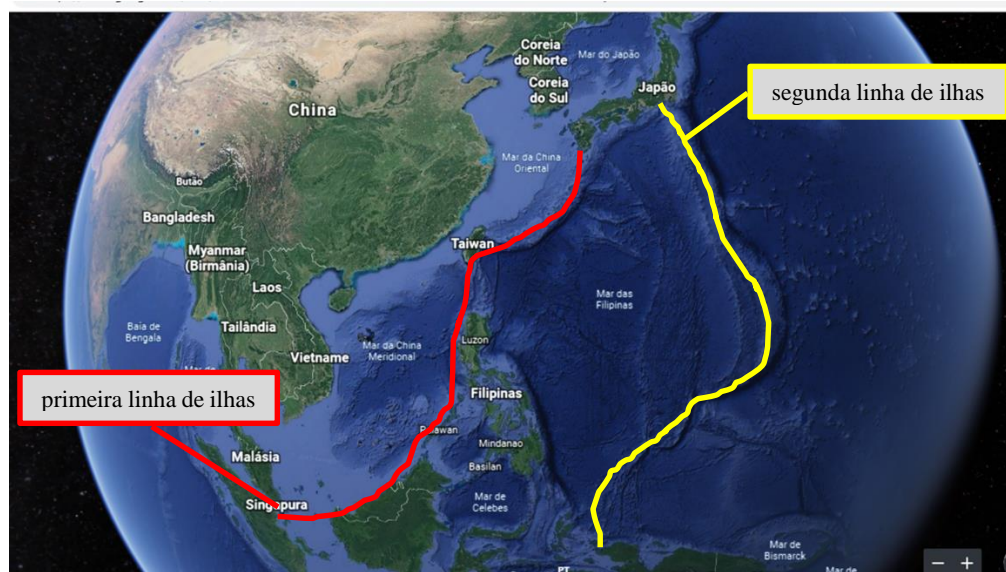 Coreia
do Norte
Mar do Japão
Coreia
do Sul
Japão
segunda linha de ilhas
China
Mar da China
Oriental
Butão
Bangladesh
Taiwan
Myanmar
(Birmânia)
Laos
Mar das
Filipinas
Baía de
Bengala
Tailândia
Luzon
Mar da China
Meridional
Vietname
primeira linha de ilhas
Filipinas
Mindanao
Malásia
Basilan
Singapura
Mar de
Celebes
Mar de
Bismarck
PT
Mar de
− +